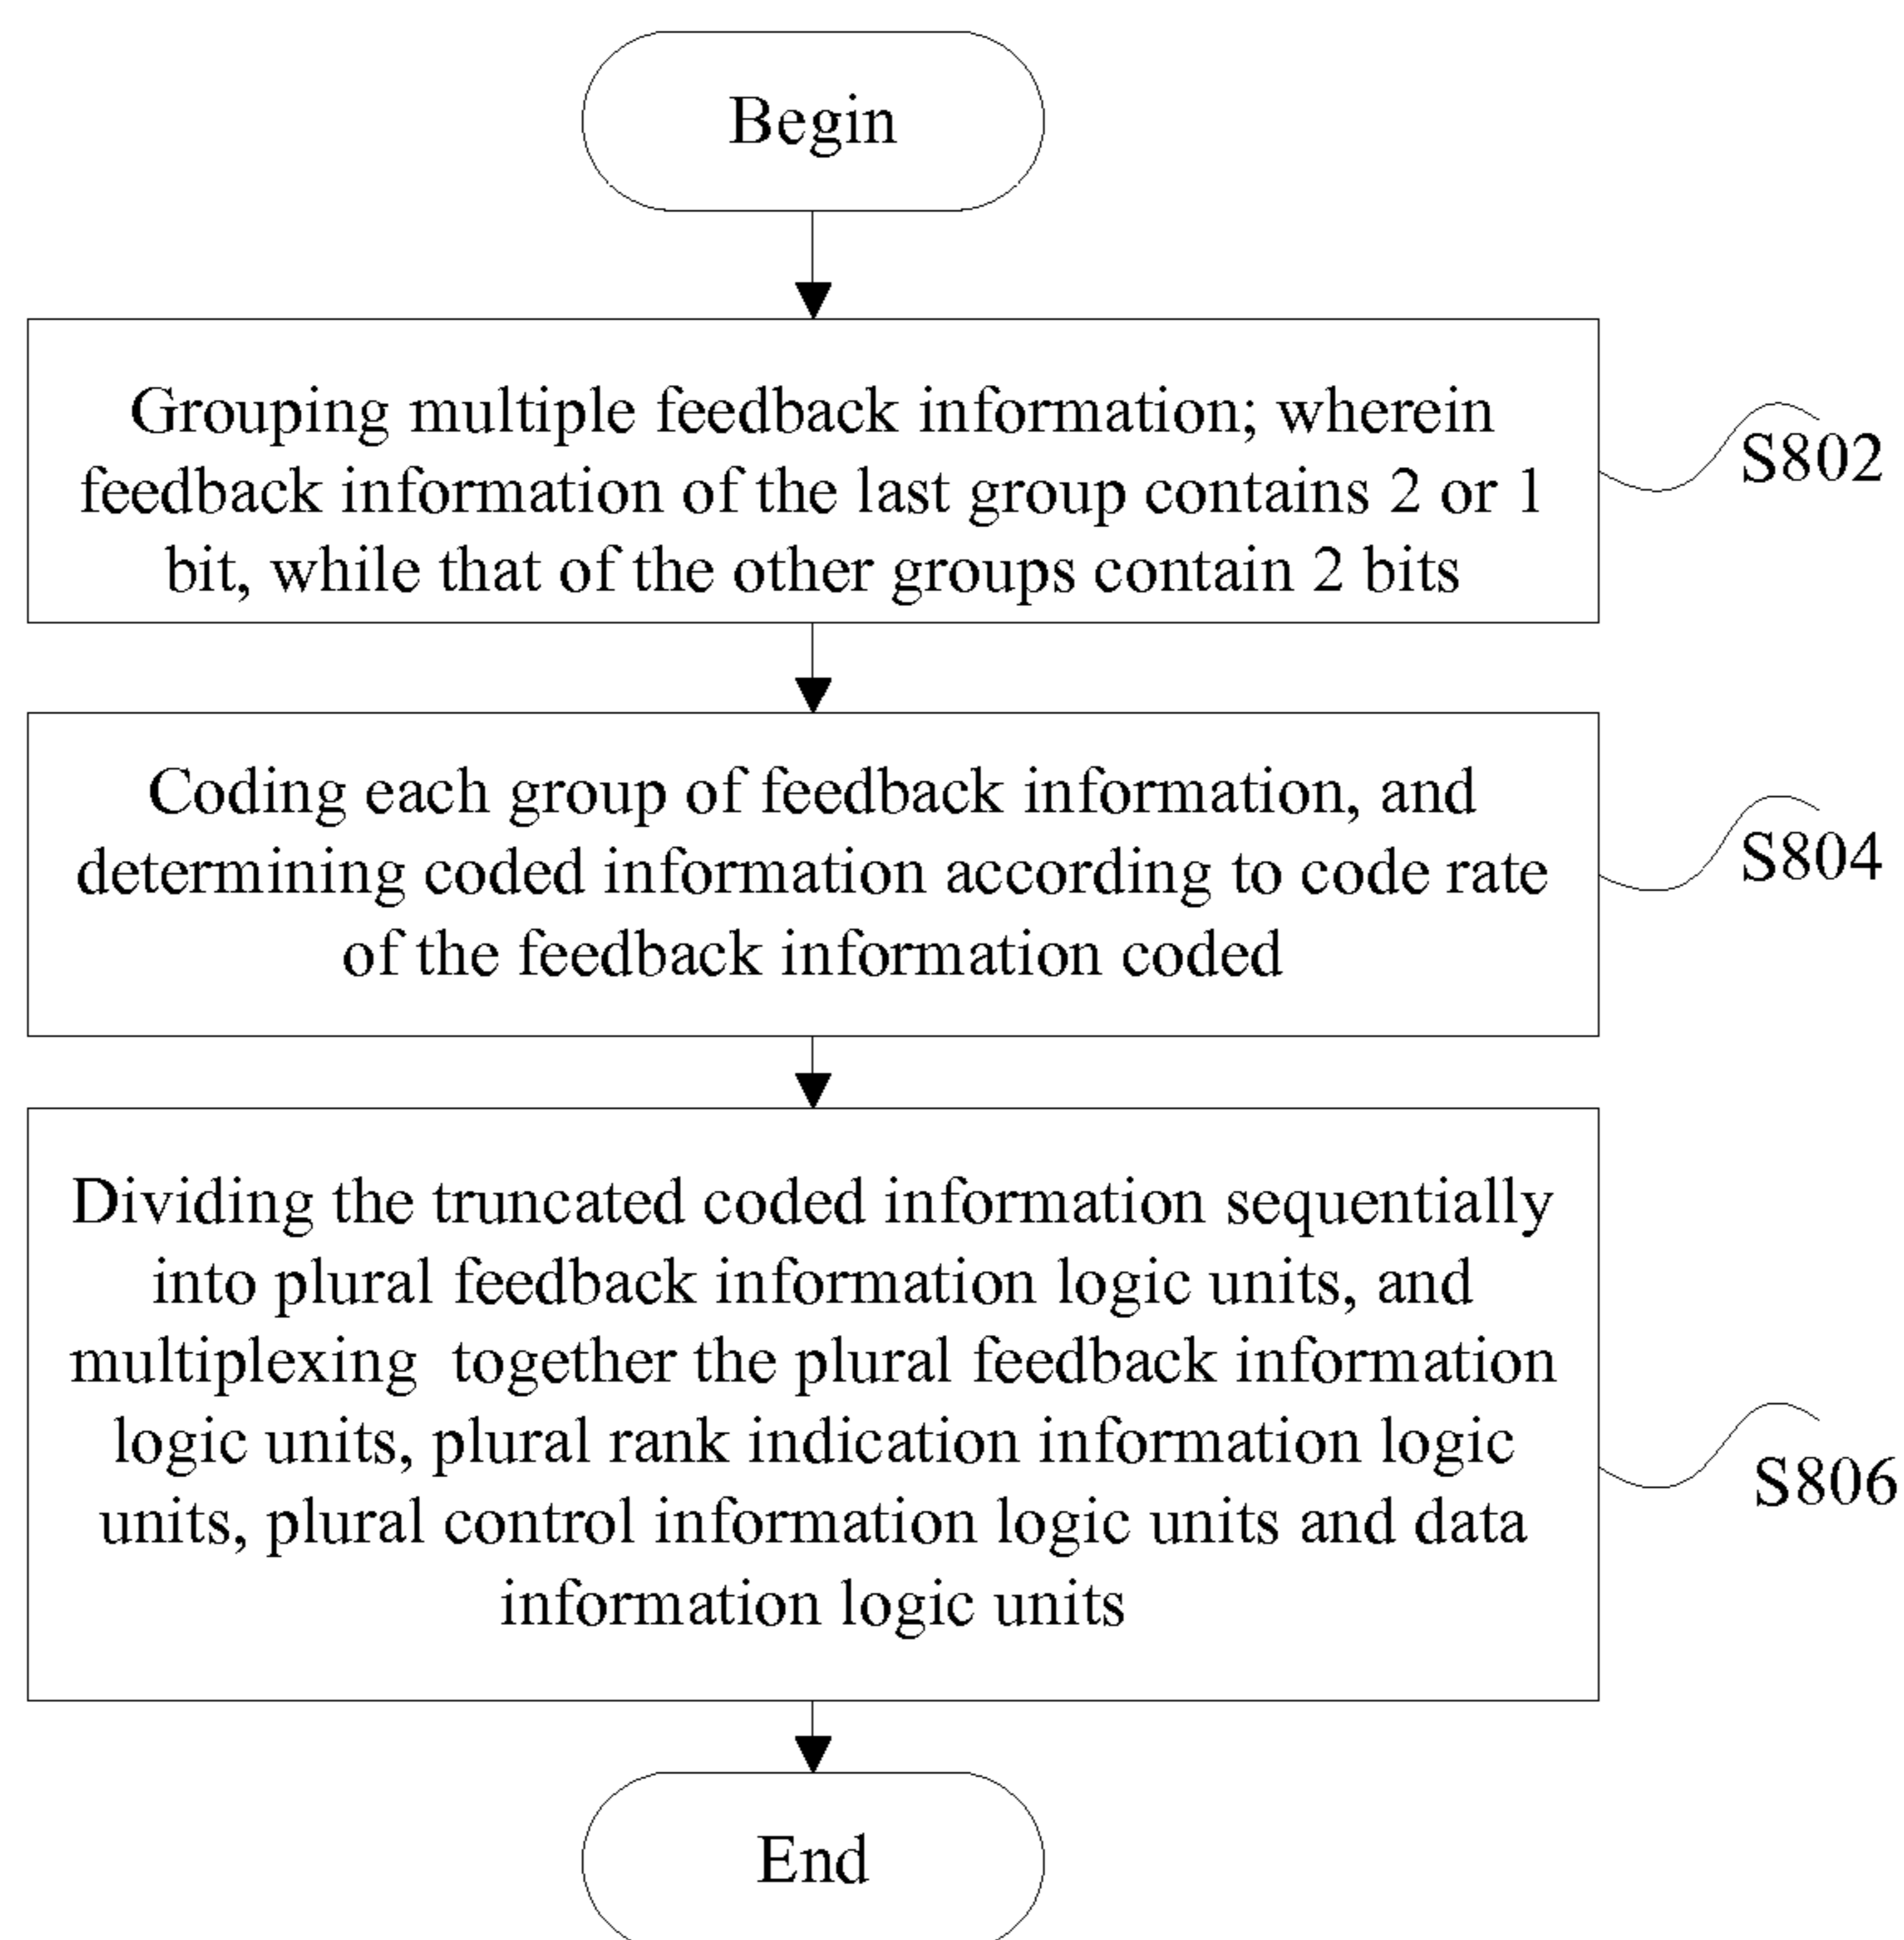 Begin
Grouping multiple feedback information; wherein
feedback information of the last group contains 2 or 1
bit, while that of the other groups contain 2 bits
S802
Coding each group of feedback information, and
determining coded information according to code rate
of the feedback information coded
S804
Dividing the truncated coded information sequentially
into plural feedback information logic units, and
multiplexing together the plural feedback information
logic units, plural rank indication information logic
units, plural control information logic units and data
information logic units
S806
End